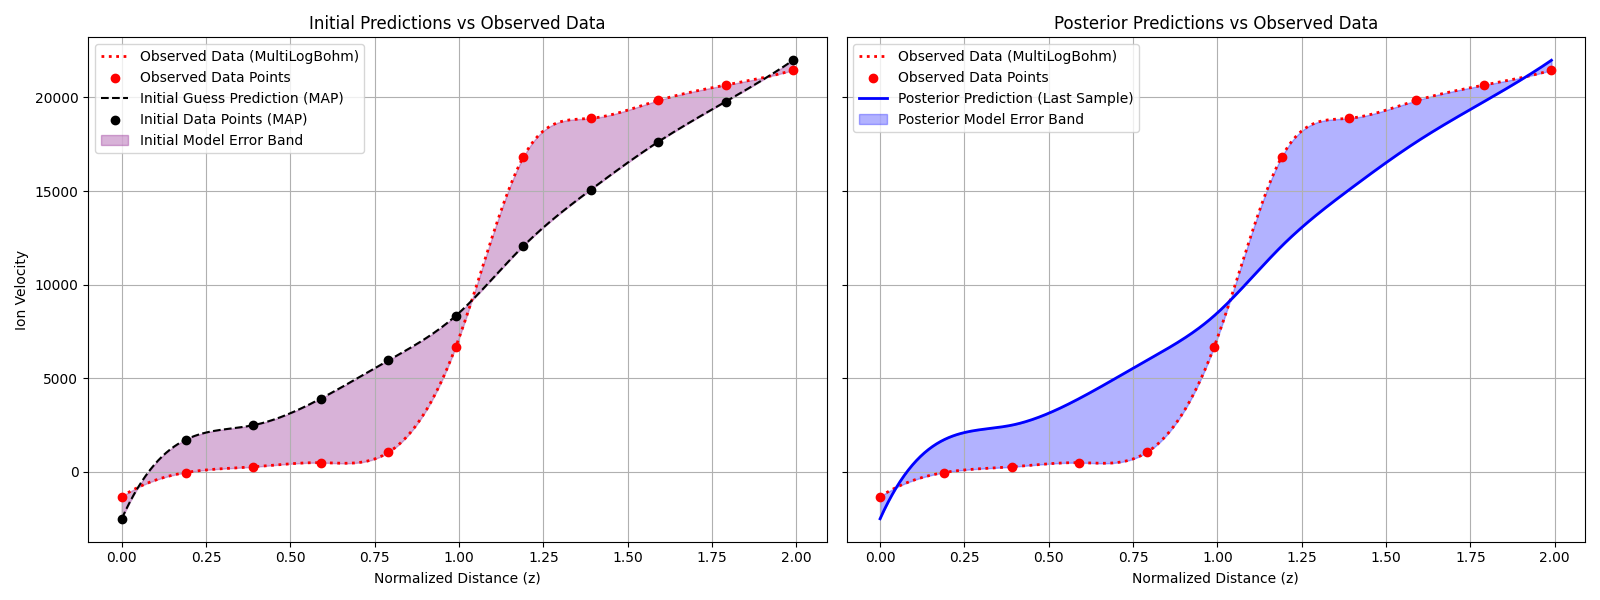 Initial Predictions vs Observed Data
Observed Data (MultiLogBohm)
Observed Data Points
Initial Guess Prediction (MAP)
Initial Data Points (MAP)
Initial Model Error Band
20000
15000
10000
5000
0
Ion Velocity
0.00 0.25 0.50 0.75 1.00 1.25 1.50 1.75 2.00
Normalized Distance (z)
Posterior Predictions vs Observed Data
Observed Data (MultiLogBohm)
Observed Data Points
Posterior Prediction (Last Sample)
Posterior Model Error Band
0.00 0.25 0.50 0.75 1.00 1.25 1.50 1.75 2.00
Normalized Distance (z)